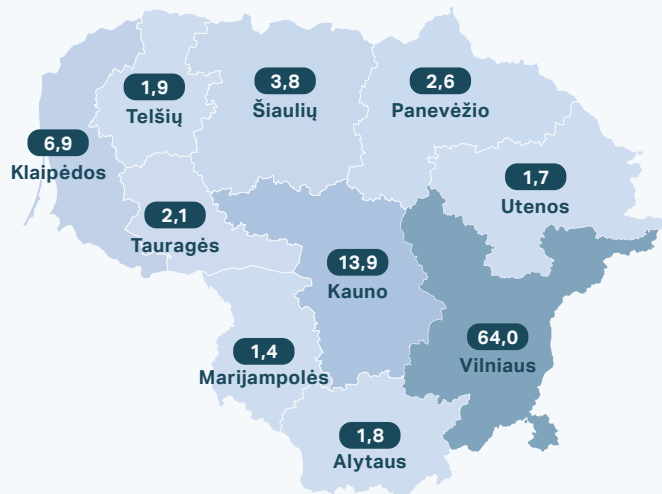 1,9
Telšių
3,8
Šiaulių
2,6
Panevėžio
6,9
Klaipėdos
1,7
Utenos
2,1
Tauragės
13,9
Kauno
64,0
Vilniaus
1,4
Marijampolės
1,8
Alytaus